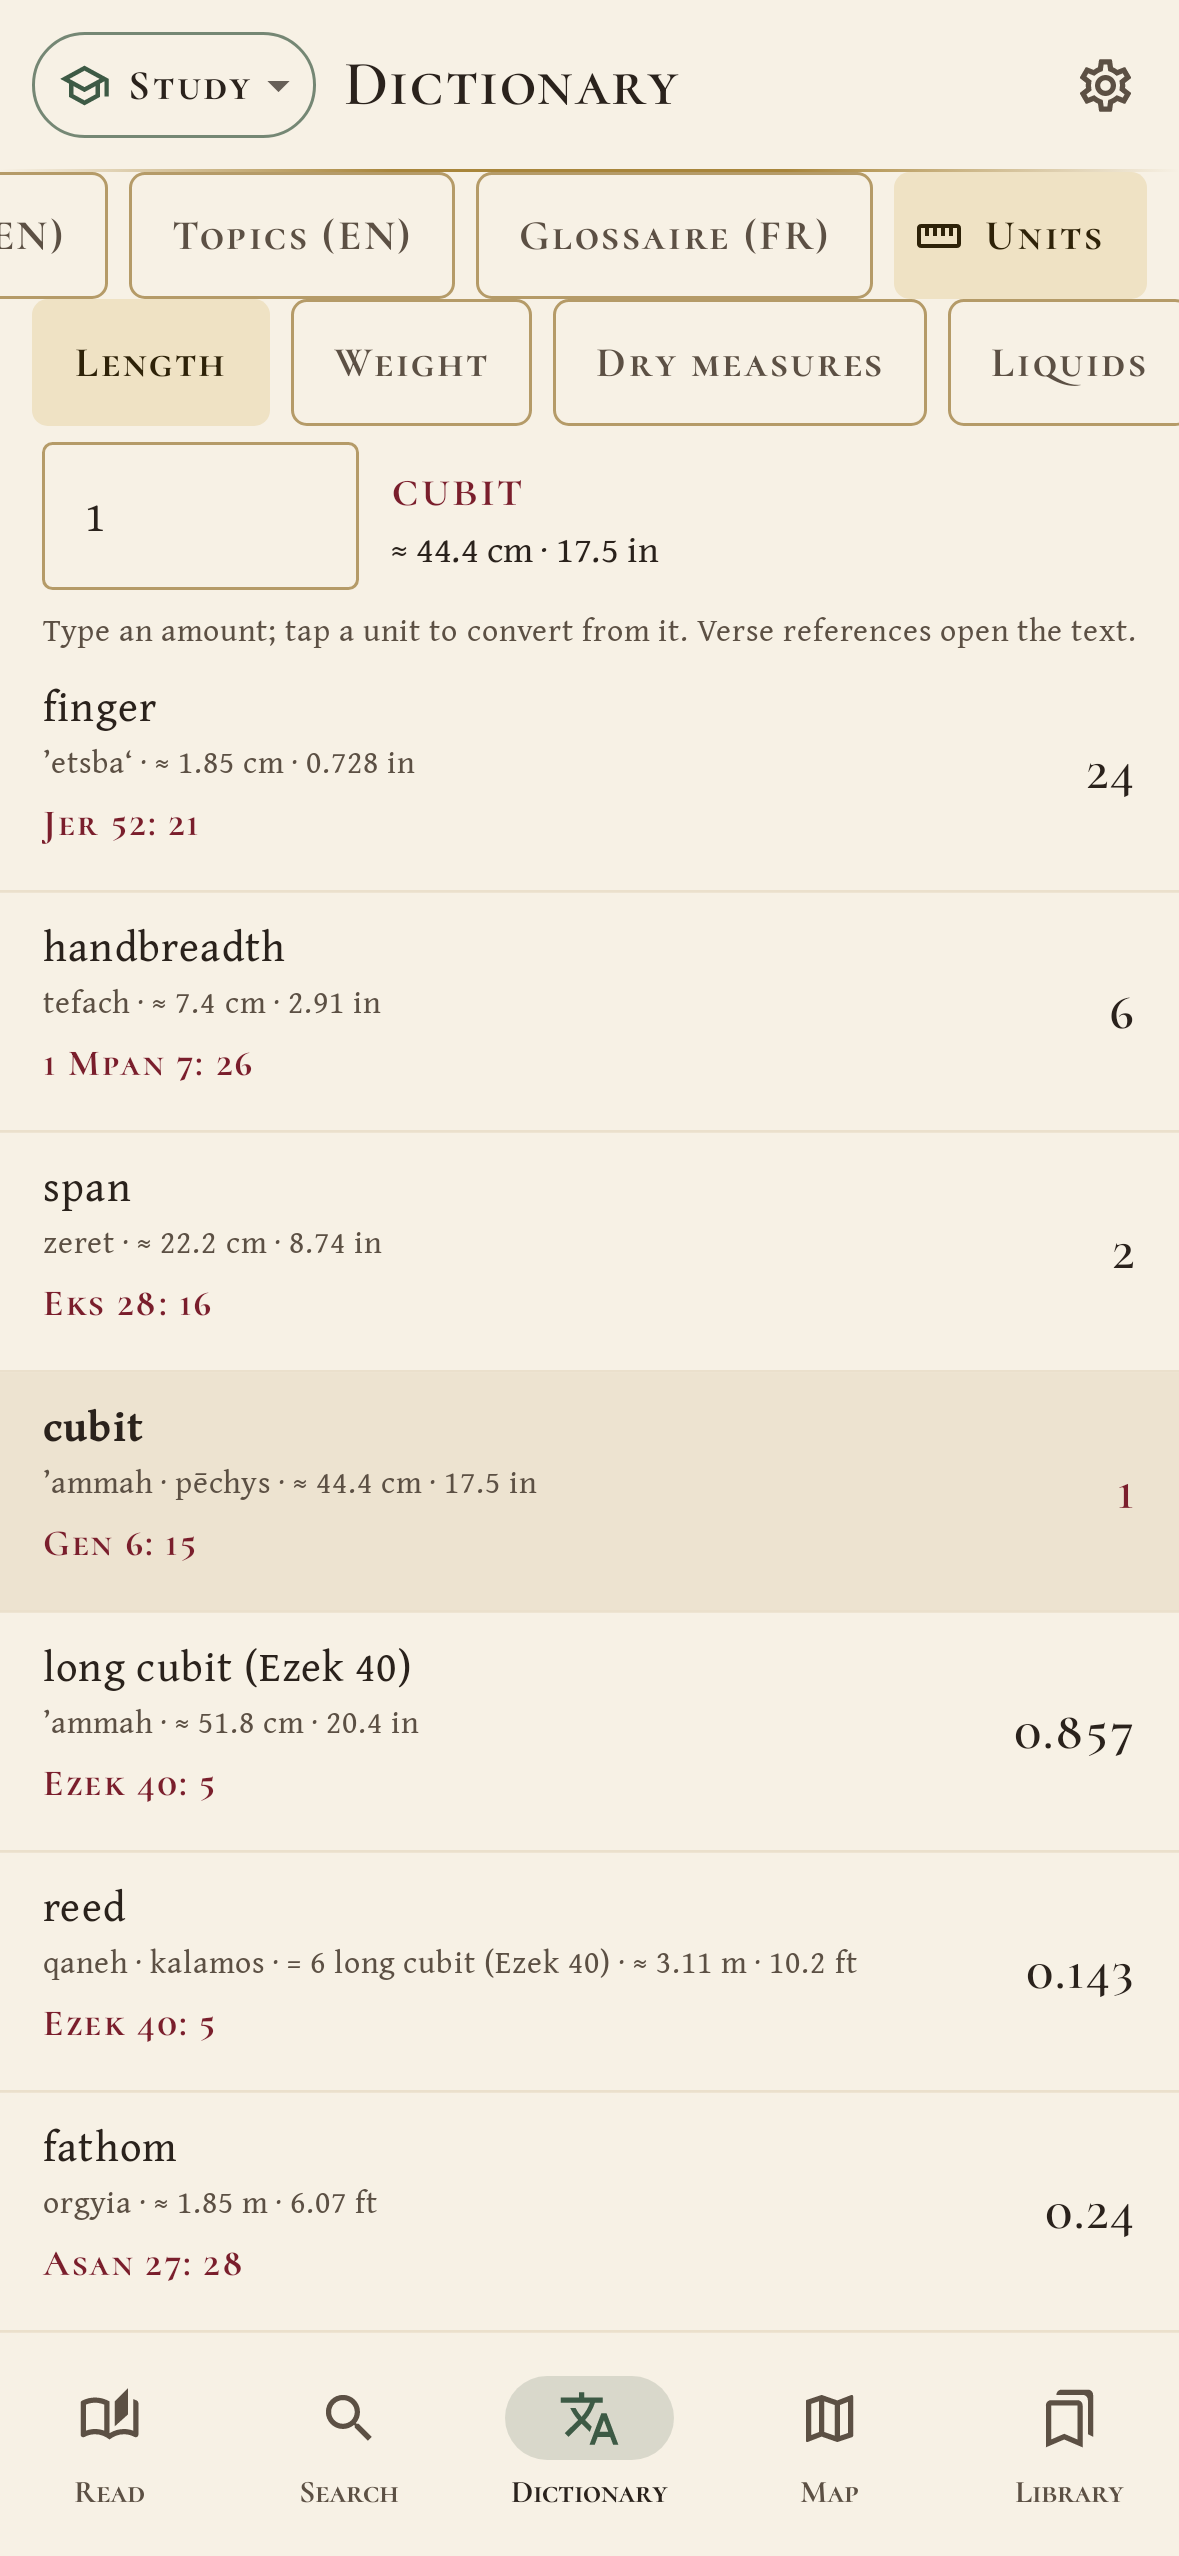 Study
Dictionary
EN)
Topics (EN)
Glossaire (FR)
Units
Length
Weight
Dry measures
Liquids
1
cubit
≈ 44.4 cm · 17.5 in
Type an amount; tap a unit to convert from it. Verse references open the text.
finger
’etsba‘ · ≈ 1.85 cm · 0.728 in
24
Jer 52: 21
handbreadth
tefach · ≈ 7.4 cm · 2.91 in
6
1 Mpan 7: 26
span
zeret · ≈ 22.2 cm · 8.74 in
2
Eks 28: 16
cubit
’ammah · pēchys · ≈ 44.4 cm · 17.5 in
1
Gen 6: 15
long cubit (Ezek 40)
’ammah · ≈ 51.8 cm · 20.4 in
0.857
Ezek 40: 5
reed
qaneh · kalamos · = 6 long cubit (Ezek 40) · ≈ 3.11 m · 10.2 ft
0.143
Ezek 40: 5
fathom
orgyia · ≈ 1.85 m · 6.07 ft
0.24
Asan 27: 28
Read
Search
Dictionary
Map
Library